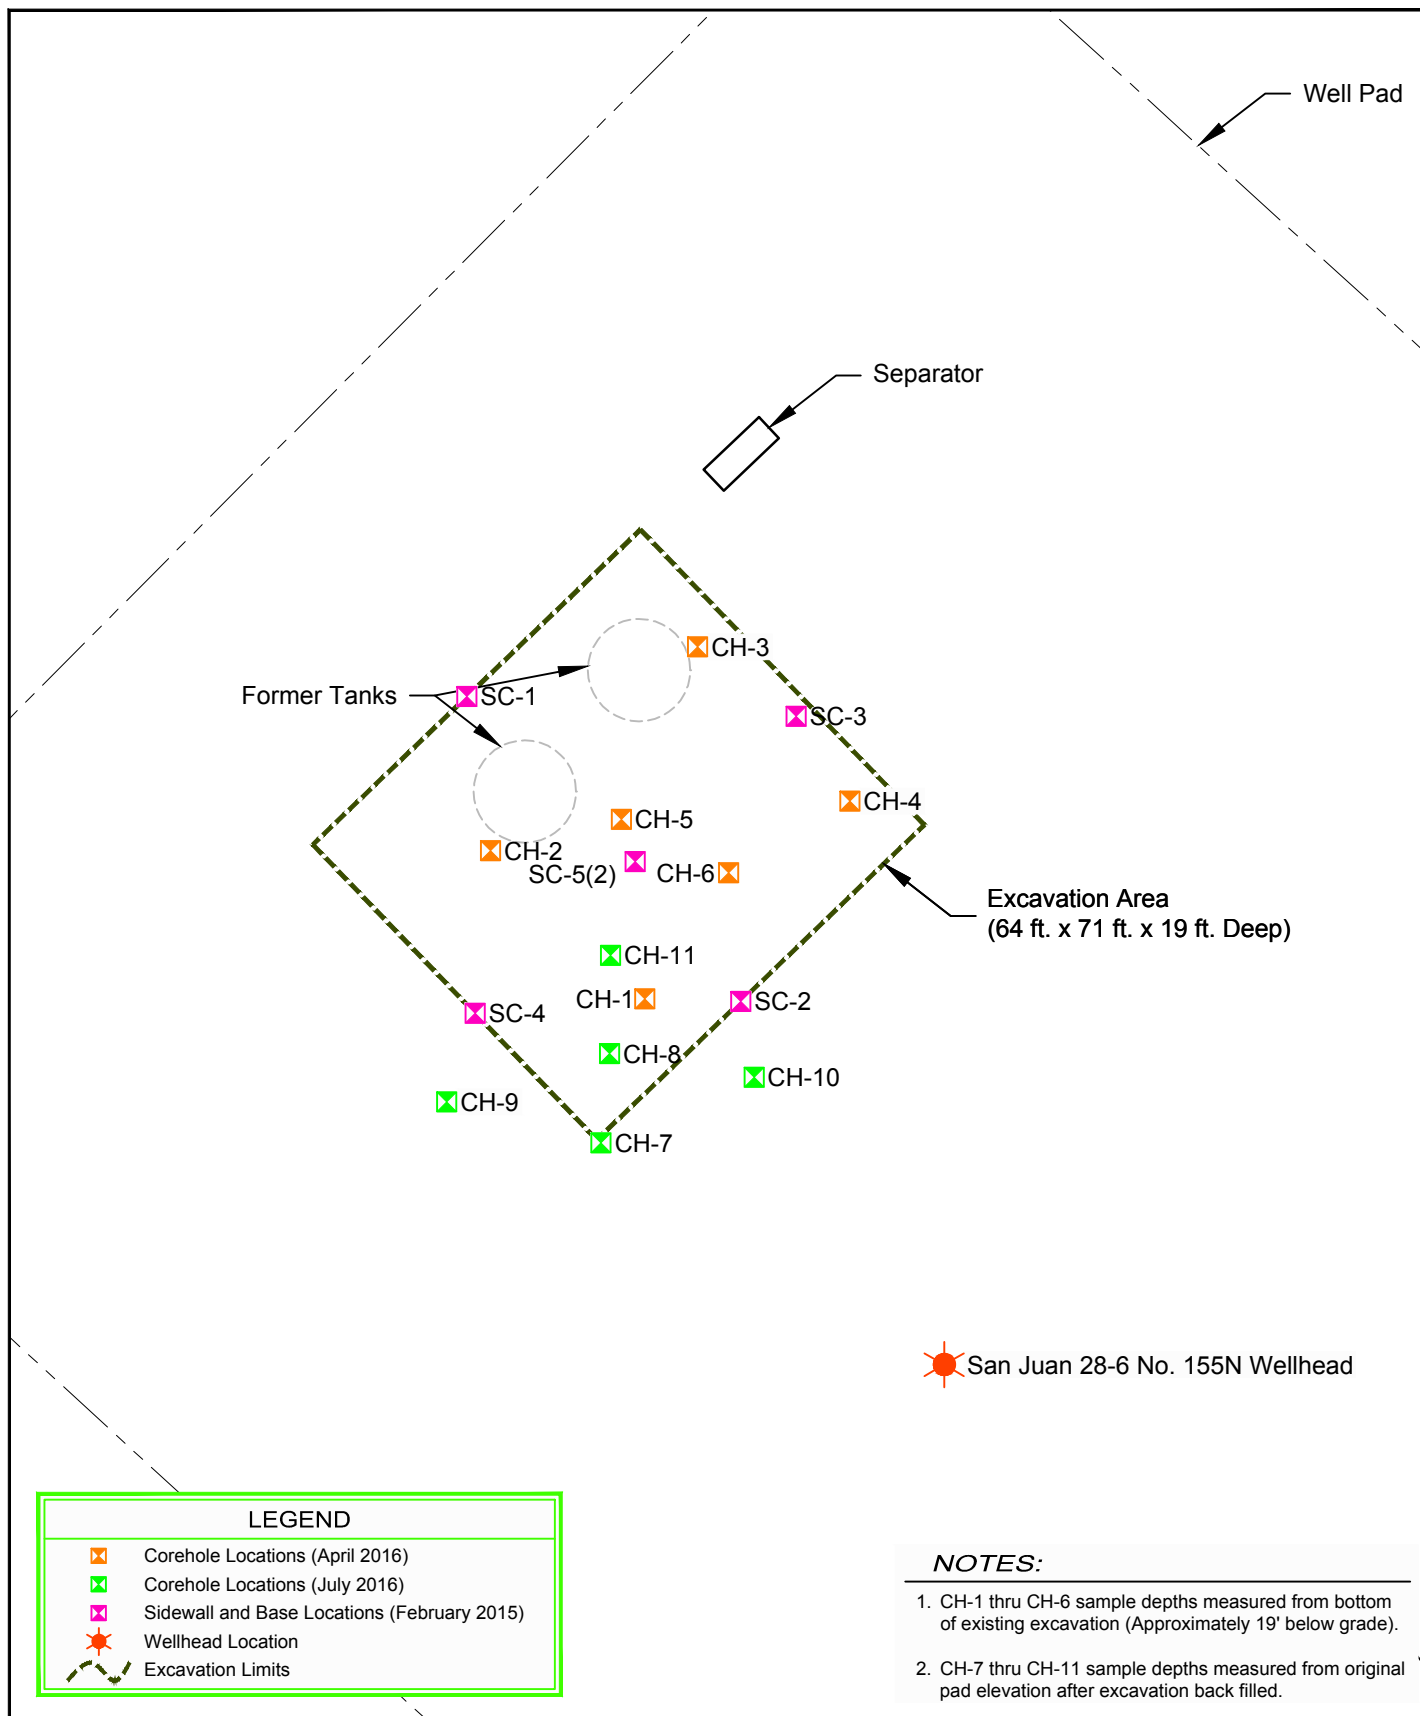 Well Pad
Separator
CH-3
Former Tanks
SC-1
SC-3
CH-4
CH-5
CH-2
SC-5(2)
CH-6
Excavation Area
(64 ft. x 71 ft. x 19 ft. Deep)
CH-11
CH-1
SC-2
SC-4
CH-8
CH-10
CH-9
CH-7
San Juan 28-6 No. 155N Wellhead
LEGEND
Corehole Locations (April 2016)
Corehole Locations (July 2016)
Sidewall and Base Locations (February 2015)
Wellhead Location
Excavation Limits
NOTES:
1. CH-1 thru CH-6 sample depths measured from bottom
of existing excavation (Approximately 19' below grade).
2. CH-7 thru CH-11 sample depths measured from original
pad elevation after excavation back filled.